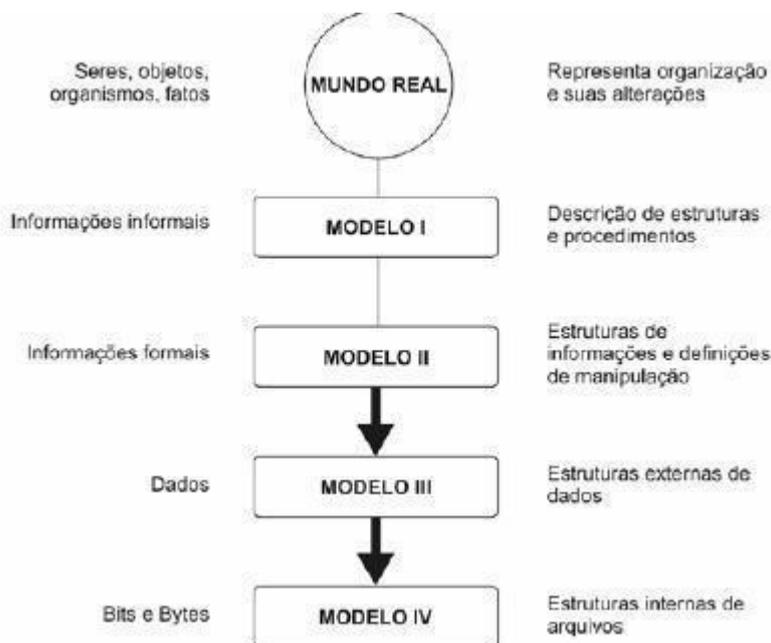 Seres, objetos,
organismos, fatos
MUNDO REAL
Representa organização
e suas alterações
Informações informais
MODELO I
Descrição de estruturas
e procedimentos
Informações formais
MODELO II
Estruturas de
informações e definições
de manipulação
Dados
MODELO III
Estruturas externas de
dados
Bits e Bytes
MODELO IV
Estruturas internas de
arquivos